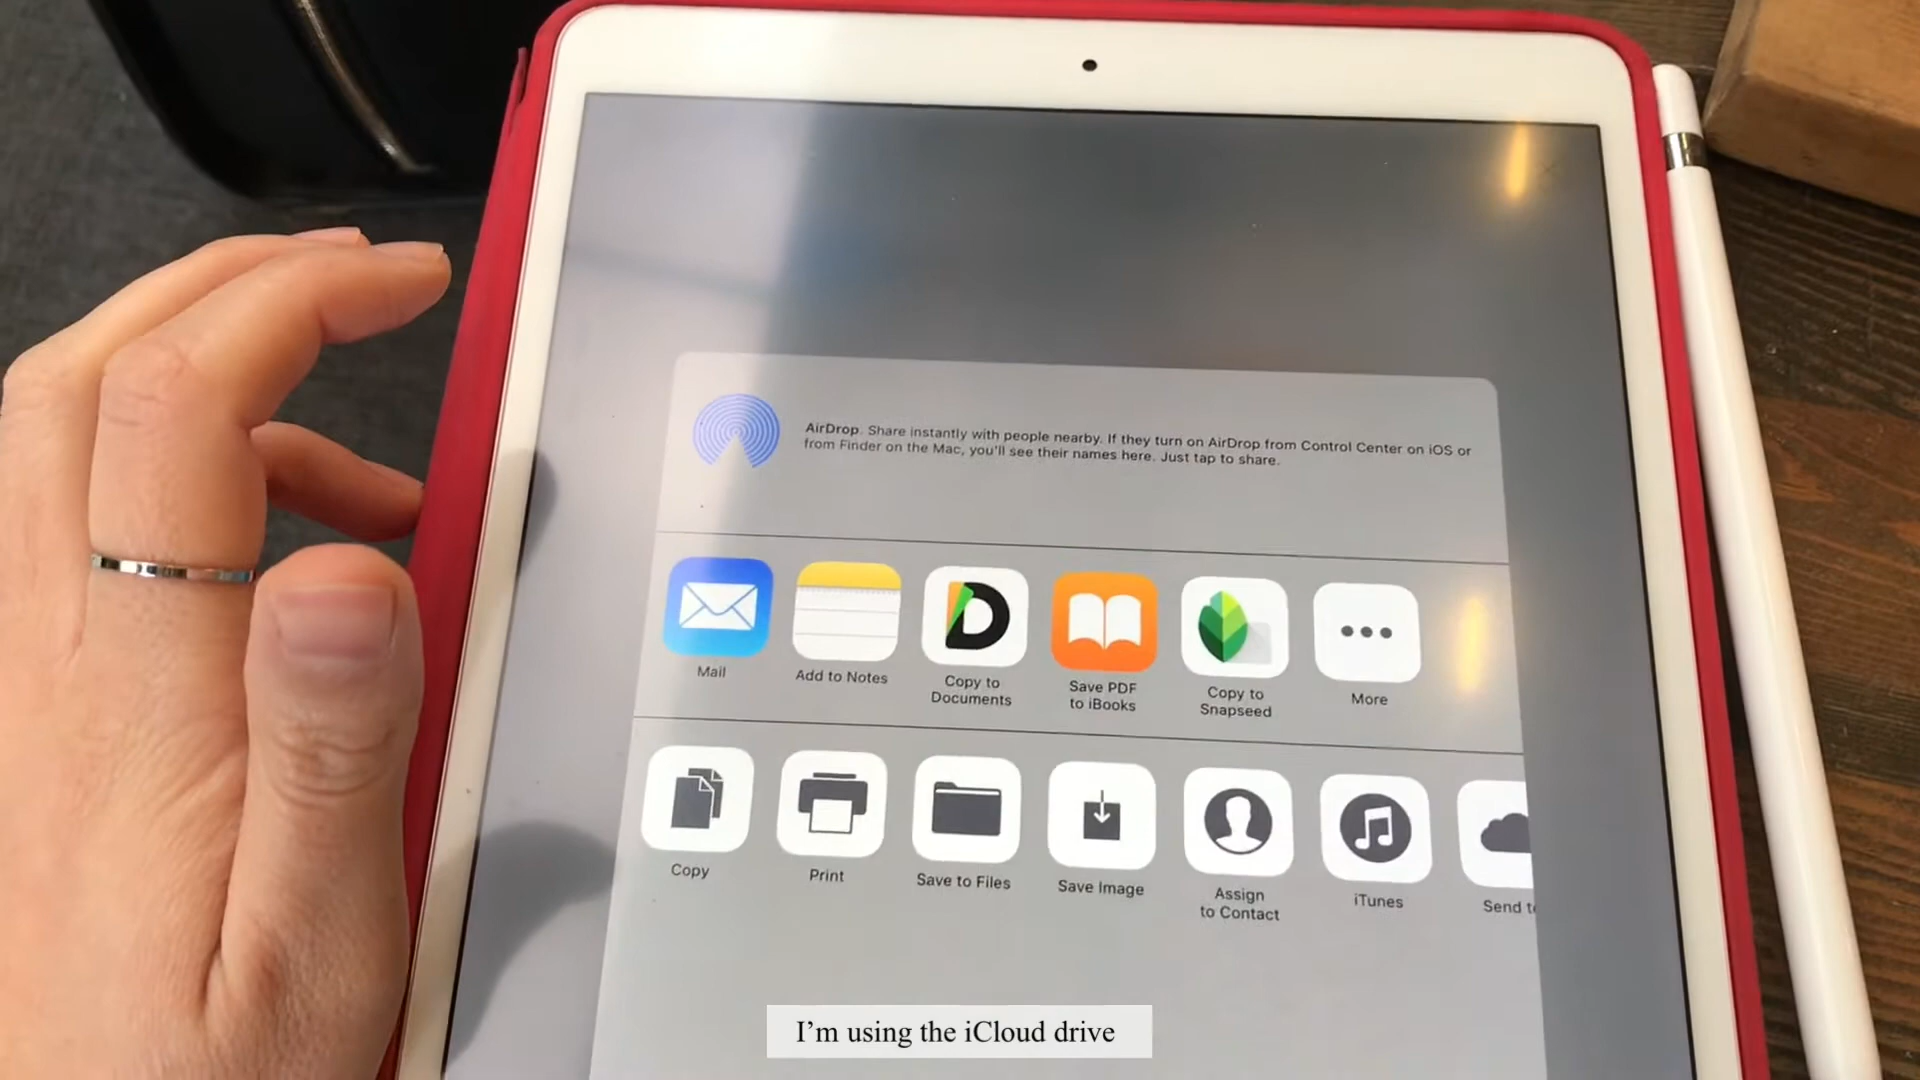 AirDrop. Share instantly with people nearby. If they turn on AirDrop from Control Center on iOS or
from Finder on the Mac, you'll see their names here. Just tap to share.
Mail
Add to Notes
Copy to
Documents
Save PDF
to iBooks
Copy to
Snapseed
More
Copy
Print
Save to Files
Save Image
Assign
to Contact
iTunes
Send
I'm using the iCloud drive